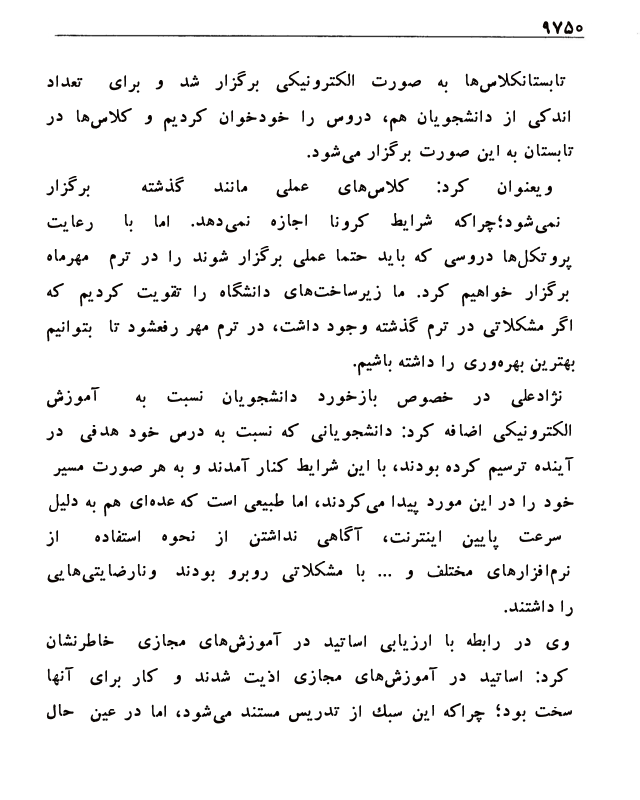 ۹۷۵۰
تابستانکلاس‌ها به صورت الکترونیکی برگزار شد و برای تعداد
اندکی از دانشجویان هم، دروس را خودخوان کردیم و کلاس‌ها در
تابستان به این صورت برگزار می‌شود.
ویعنوان کرد: کلاس‌های عملی مانند گذشته برگزار
نمی‌شود؛چراکه شرایط کرونا اجازه نمی‌دهد. اما با رعایت
پروتکل‌ها دروسی که باید حتما عملی برگزار شوند را در ترم مهرماه
برگزار خواهیم کرد. ما زیرساخت‌های دانشگاه را تقویت کردیم که
اگر مشکلاتی در ترم گذشته وجود داشت، در ترم مهر رفعشود تا بتوانیم
بهترین بهره‌وری را داشته باشیم.
نژادعلی در خصوص بازخورد دانشجویان نسبت به آموزش
الکترونیکی اضافه کرد: دانشجویانی که نسبت به درس خود هدفی در
آینده ترسیم کرده بودند، با این شرایط کنار آمدند و به هر صورت مسیر
خود را در این مورد پیدا می‌کردند، اما طبیعی است که عده‌ای هم به دلیل
سرعت پایین اینترنت، آگاهی نداشتن از نحوه استفاده از
نرم‌افزارهای مختلف و ... با مشکلاتی روبرو بودند ونارضایتی‌هایی
را داشتند.
وی در رابطه با ارزیابی اساتید در آموزش‌های مجازی خاطرنشان
کرد: اساتید در آموزش‌های مجازی اذیت شدند و کار برای آنها
سخت بود؛ چراکه این سبك از تدریس مستند می‌شود، اما در عین حال